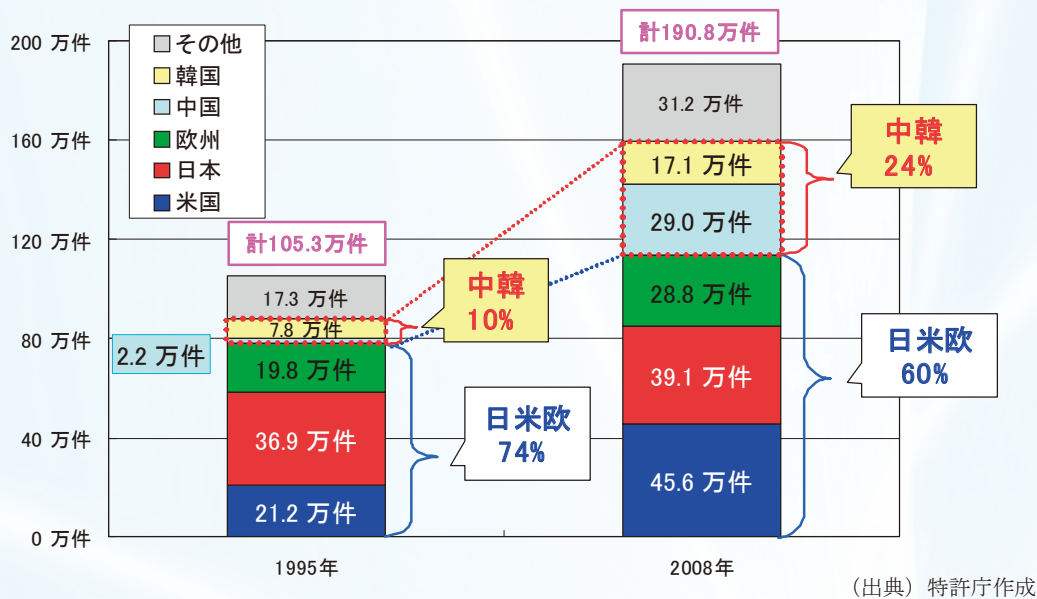 200 万件
160 万件
120 万件
80 万件
40 万件
0 万件
その他
韓国
中国
欧州
日本
米国
計105.3万件
17.3 万件
7.8 万件
2.2 万件
19.8 万件
36.9 万件
21.2 万件
中韓
10%
日米欧
74%
1995年
計190.8万件
31.2 万件
17.1 万件
29.0 万件
28.8 万件
39.1 万件
45.6 万件
中韓
24%
日米欧
60%
2008年
（出典）特許庁作成